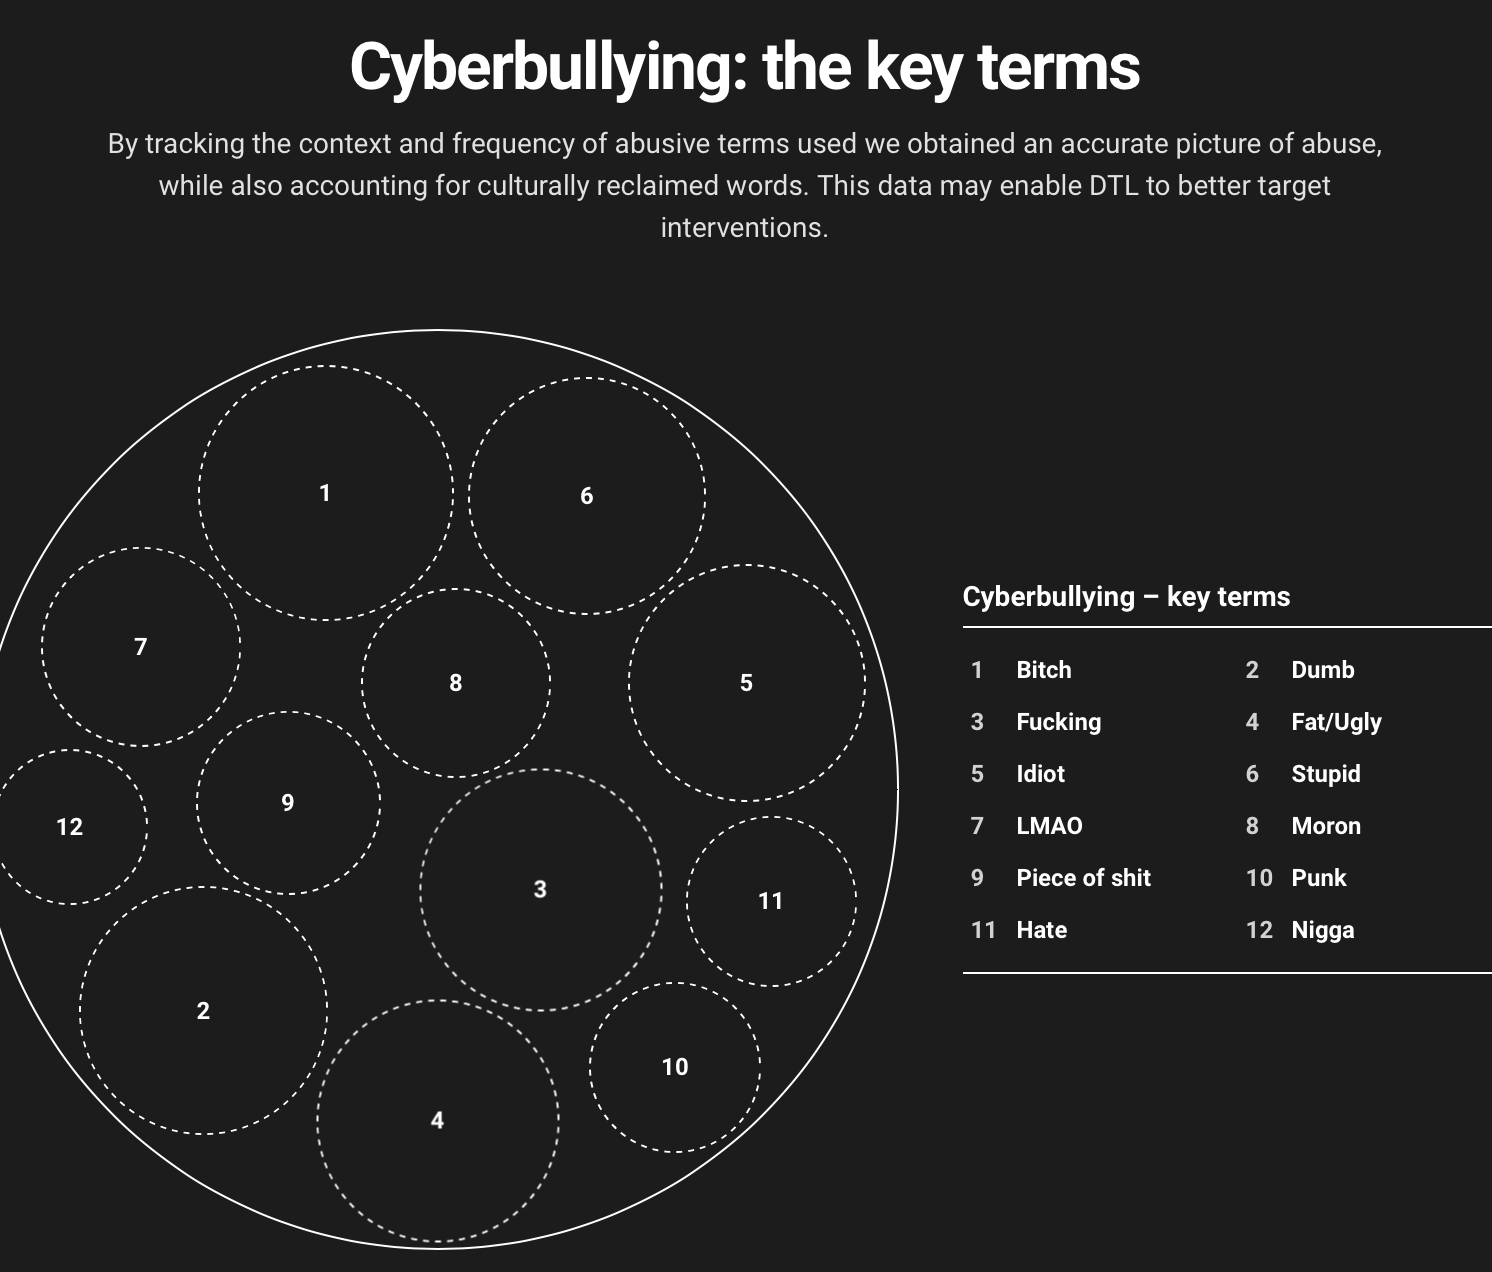 Cyberbullying: the key terms
By tracking the context and frequency of abusive terms used we obtained an accurate picture of abuse,
while also accounting for culturally reclaimed words. This data may enable DTL to better target
interventions.
1
6
7
8
5
9
12
3
11
2
10
4
Cyberbullying – key terms
1 Bitch 2 Dumb
3 Fucking 4 Fat/Ugly
5 Idiot 6 Stupid
7 LMAO 8 Moron
9 Piece of shit 10 Punk
11 Hate 12 Nigga